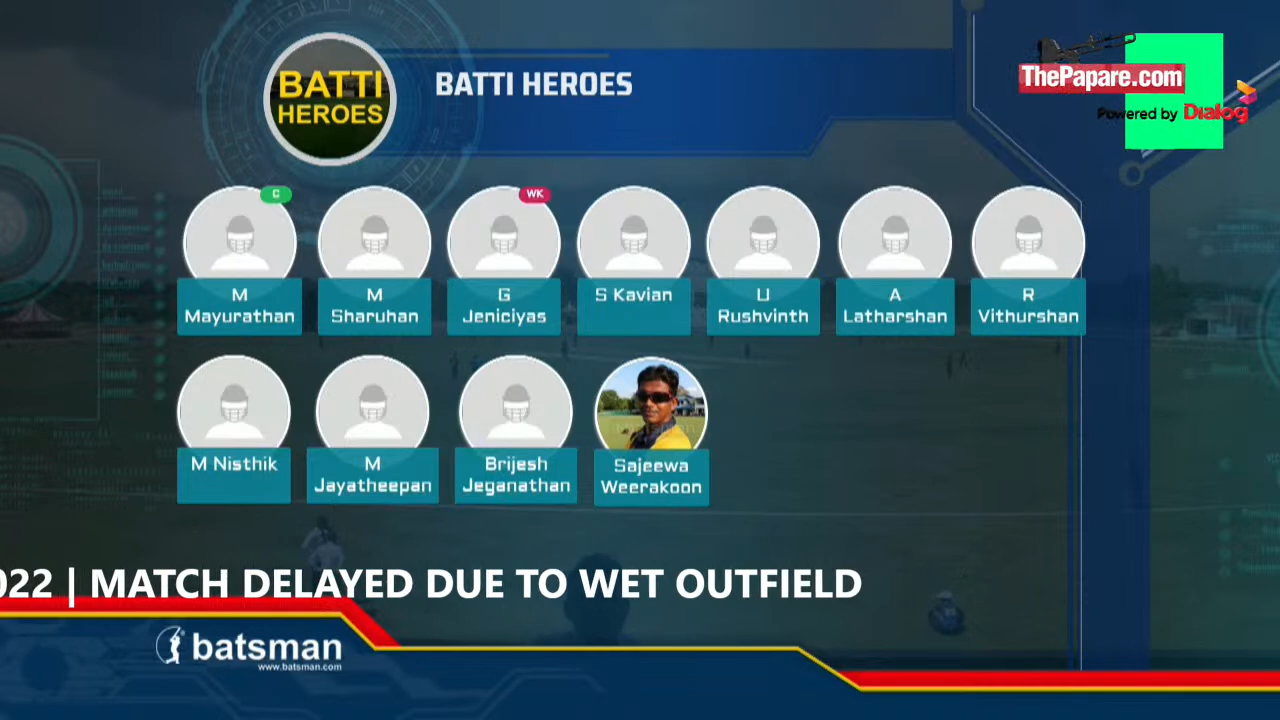 BATTI
HEROES
BATTI HEROES
ThePapare.com
Powered by Dialog
C
WK
M
Mayurathan
M
Sharuhan
G
Jeniciyas
S Kavian
U
Rushvinth
A
Latharshan
R
Vithurshan
M Nisthik
M
Jayatheepan
Brijesh
Jeganathan
Sajeewa
Weerakoon
022 | MATCH DELAYED DUE TO WET OUTFIELD
batsman
www.batsman.com